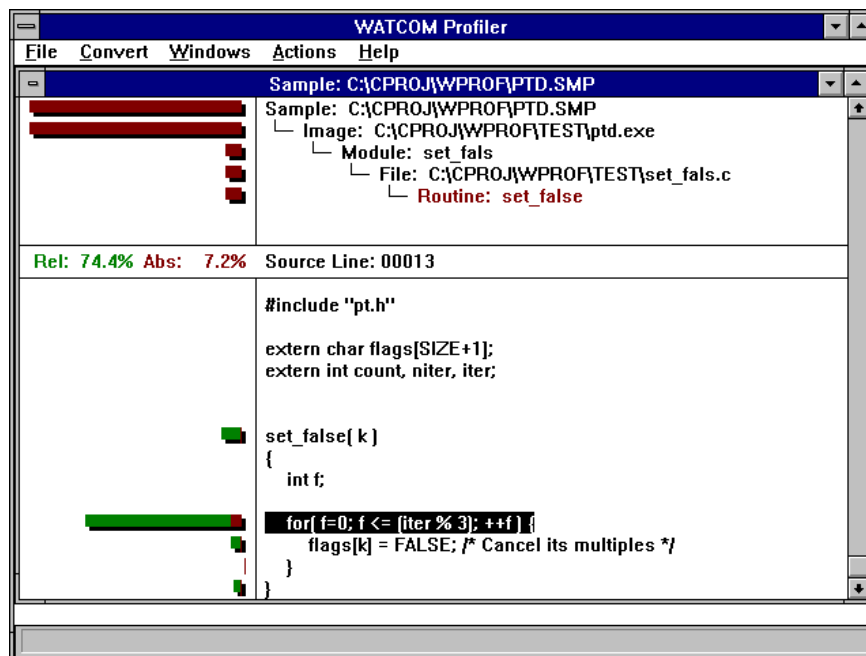 WATCOM Profiler
File Convert Windows Actions Help
Sample: C:\CPROJ\WPROF\PTD.SMP
Sample: C:\CPROJ\WPROF\PTD.SMP
Image: C:\CPROJ\WPROF\TEST\ptd.exe
Module: set_fals
File: C:\CPROJ\WPROF\TEST\set_fals.c
Routine: set_false
Rel: 74.4% Abs: 7.2% Source Line: 00013
#include "pt.h"
extern char flags[SIZE+1];
extern int count, niter, iter;
set_false( k )
{
int f;
for( f=0; f <= (iter % 3); ++f ) {
flags[k] = FALSE; /* Cancel its multiples */
}
}